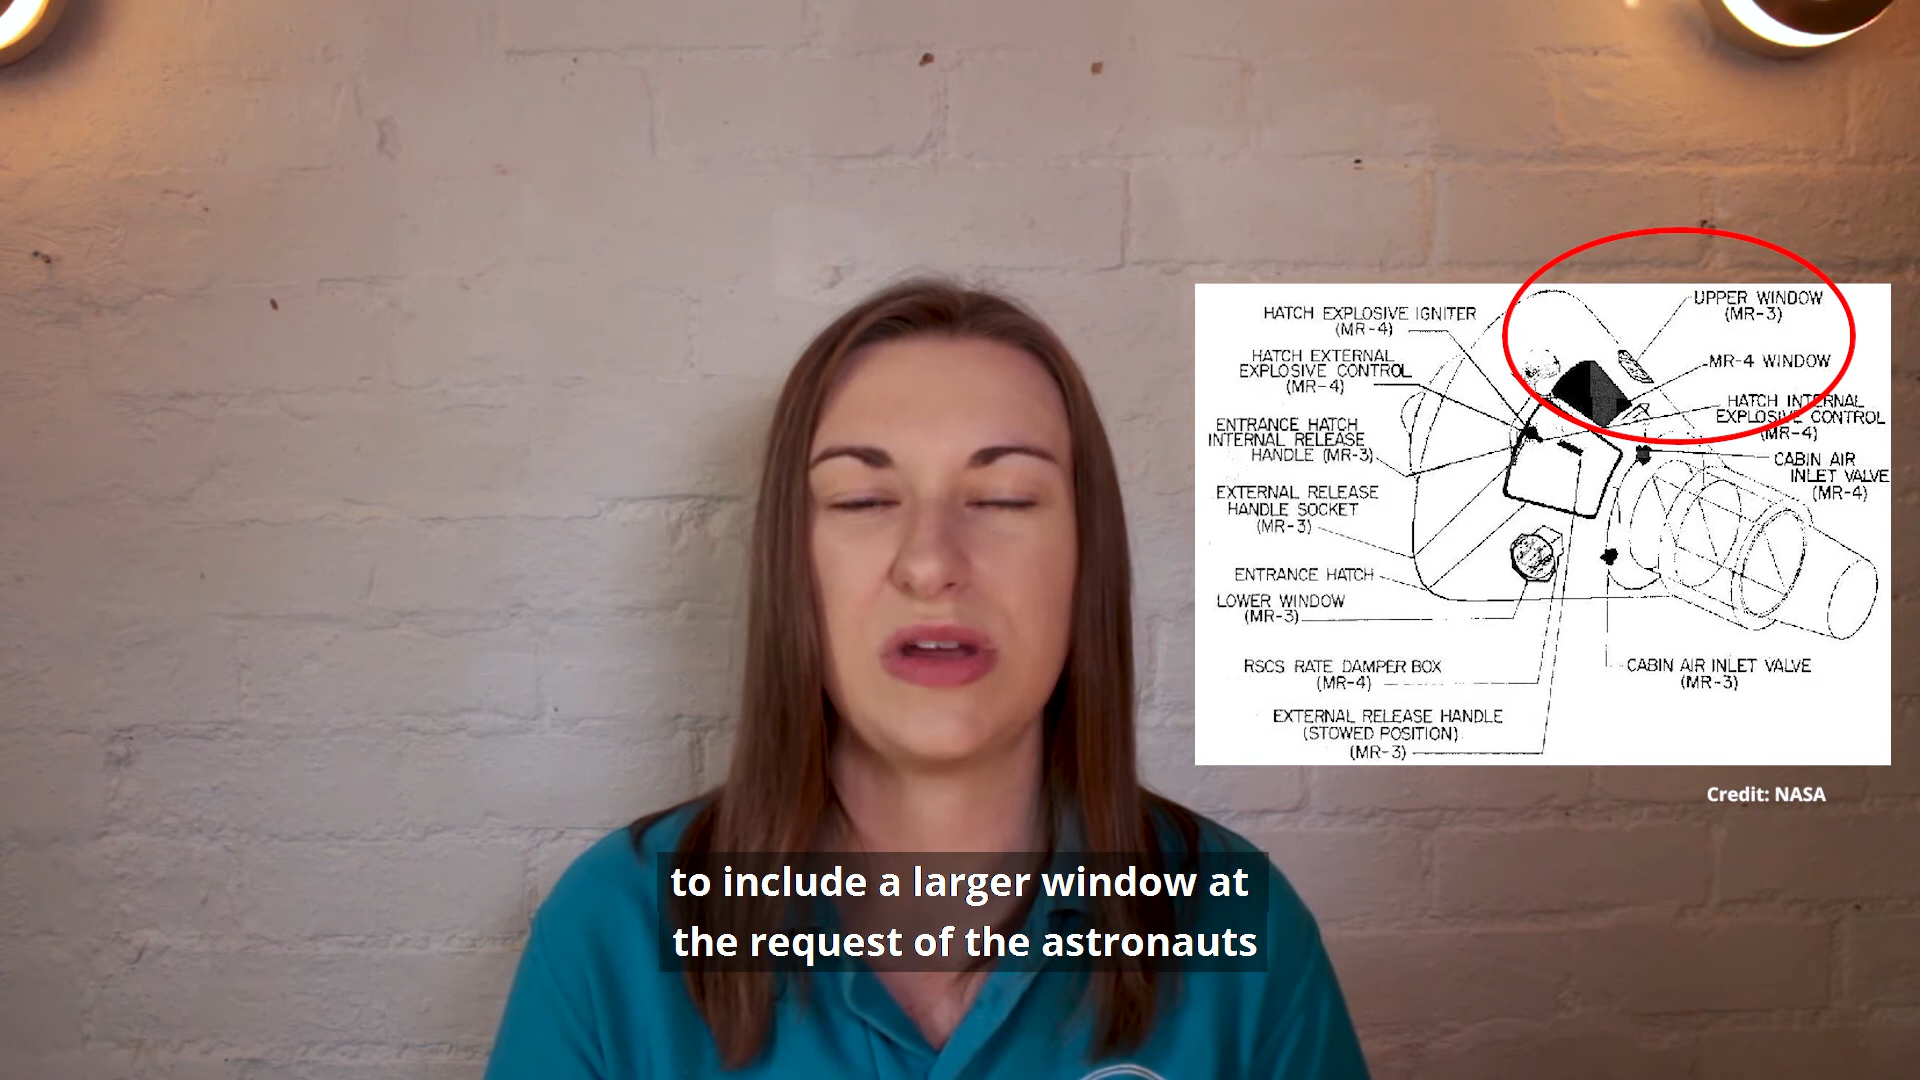 HATCH EXPLOSIVE IGNITER
(MR-4)
HATCH EXTERNAL
EXPLOSIVE CONTROL
(MR-4)
ENTRANCE HATCH
INTERNAL RELEASE
HANDLE (MR-3)
EXTERNAL RELEASE
HANDLE SOCKET
(MR-3)
ENTRANCE HATCH
LOWER WINDOW
(MR-3)
RSCS RATE DAMPER BOX
(MR-4)
EXTERNAL RELEASE HANDLE
(STOWED POSITION)
(MR-3)
UPPER WINDOW
(MR-3)
MR-4 WINDOW
HATCH INTERNAL
EXPLOSIVE CONTROL
(MR-4)
CABIN AIR
INLET VALVE
(MR-4)
CABIN AIR INLET VALVE
(MR-3)
Credit: NASA
to include a larger window at
the request of the astronauts